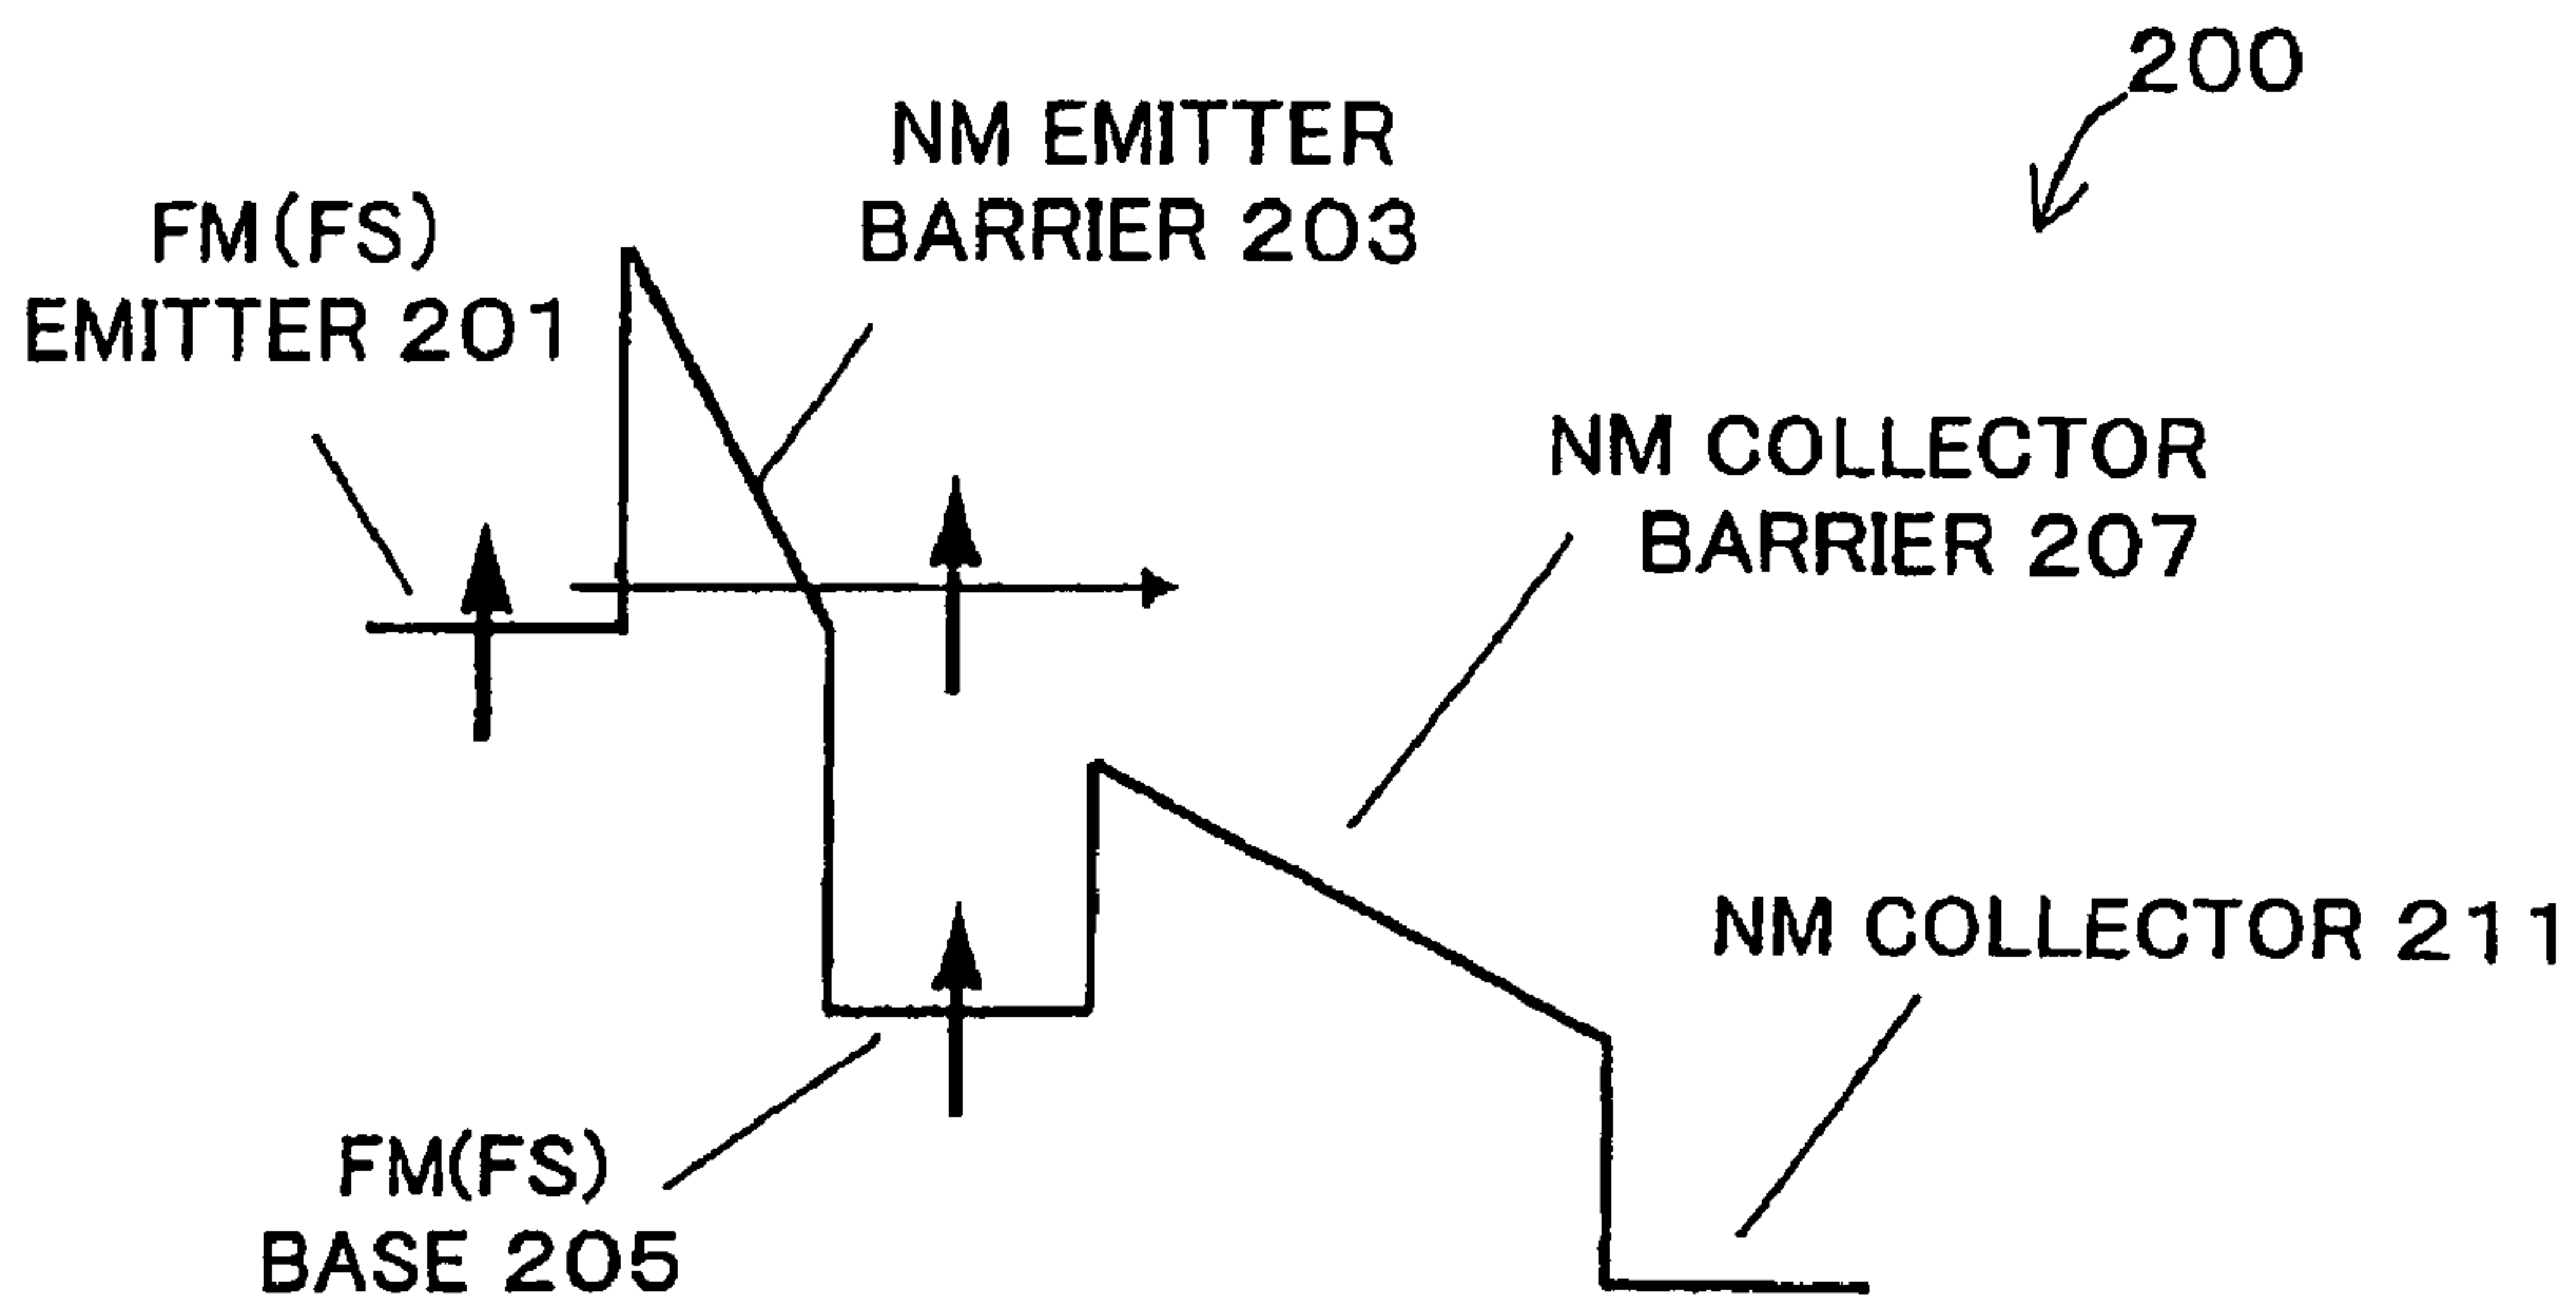 200
NM EMITTER
BARRIER 203
FM(FS)
EMITTER 201
NM COLLECTOR
BARRIER 207
NM COLLECTOR 211
FM(FS)
BASE 205